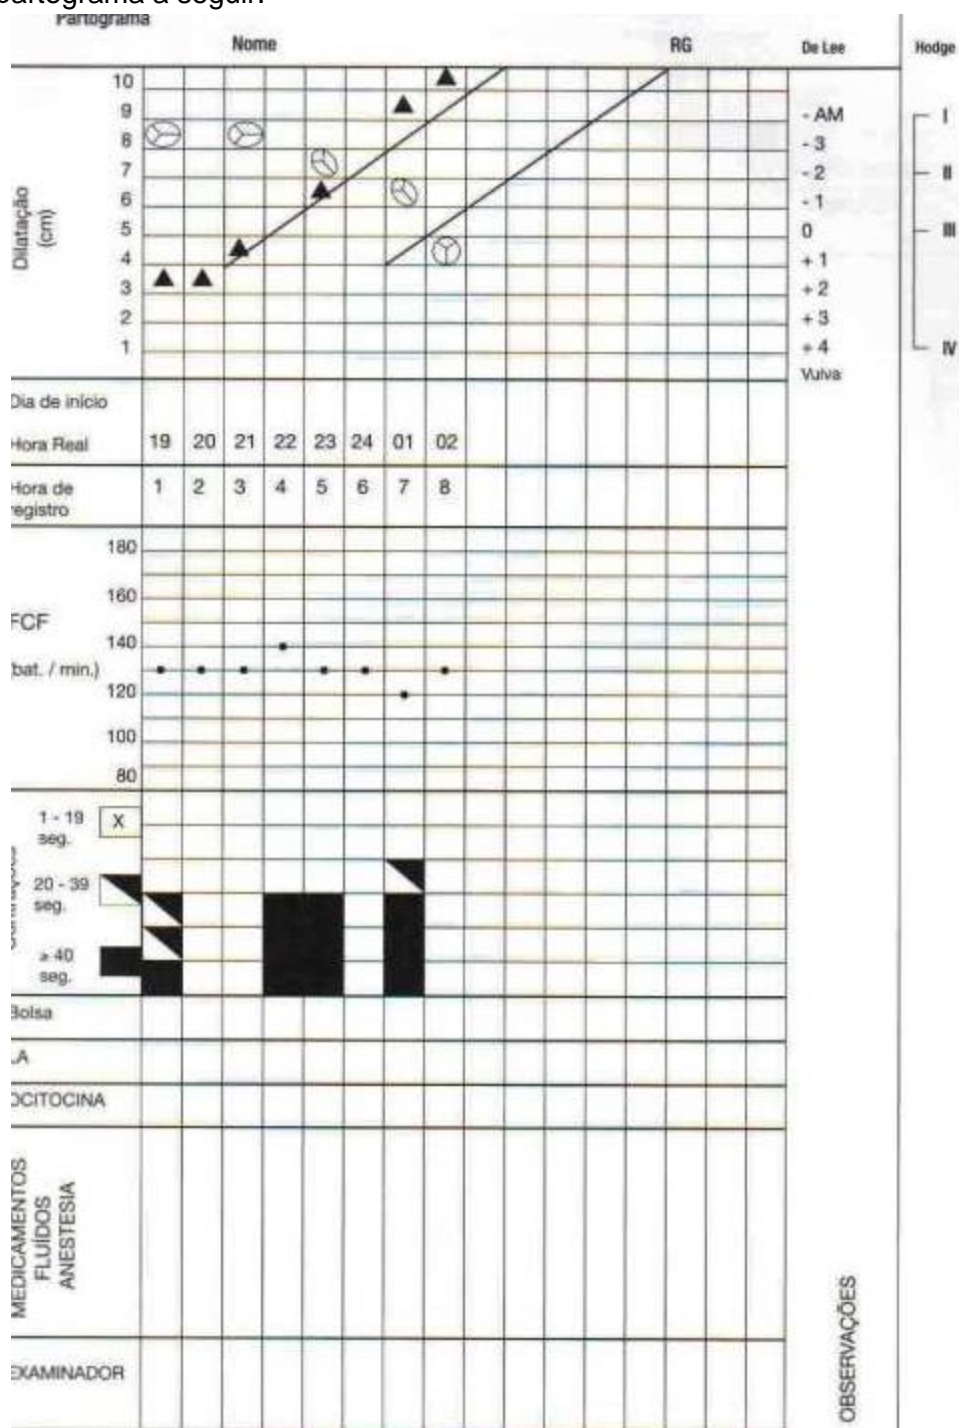 partograma a seguir.
Partograma
Nome RG De Lee Hodge
Dilatação
(cm)
10
9 - AM I
8 - 3
7 - 2 II
6 - 1
5 0 III
4 + 1
3 + 2
2 + 3
1 + 4 IV
Vulva
Dia de início
Hora Real 19 20 21 22 23 24 01 02
Hora de
registro
1 2 3 4 5 6 7 8
180
160
FCF
140
(bat. / min.)
120
100
80
1 - 19
seg.
X
20 - 39
seg.
≥ 40
seg.
Bolsa
LA
OCITOCINA
MEDICAMENTOS
FLUÍDOS
ANESTESIA
EXAMINADOR
OBSERVAÇÕES